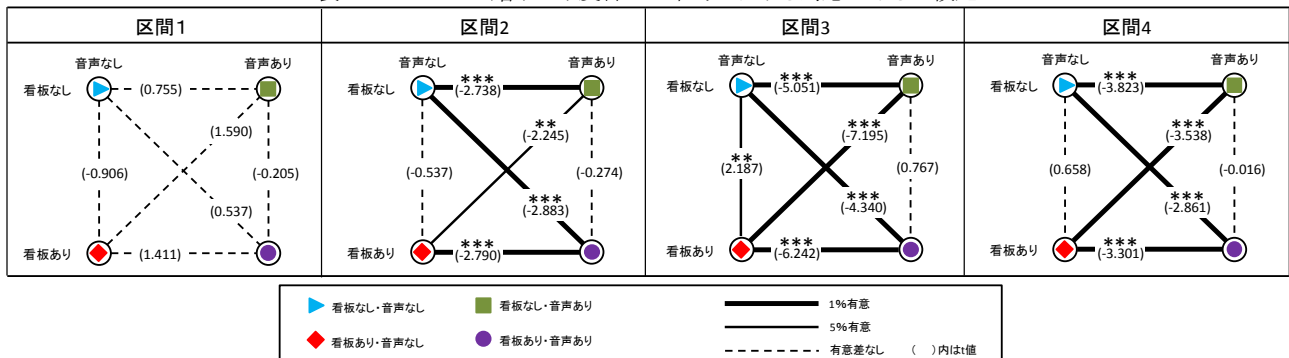 区間1
区間2
区間3
区間4
音声なし 音声あり
看板なし (0.755)
(1.590)
(-0.906) (-0.205)
(0.537)
看板あり (1.411)
音声なし 音声あり
看板なし *** (-2.738)
** (-2.245)
(-0.537) (-0.274)
*** (-2.883)
看板あり *** (-2.790)
音声なし 音声あり
看板なし *** (-5.051)
*** (-7.195)
** (2.187) (0.767)
*** (-4.340)
看板あり *** (-6.242)
音声なし 音声あり
看板なし *** (-3.823)
*** (-3.538)
(0.658) (-0.016)
*** (-2.861)
看板あり *** (-3.301)
看板なし・音声なし
看板なし・音声あり
1%有意
5%有意
看板あり・音声なし
看板あり・音声あり
有意差なし ( )内はt値